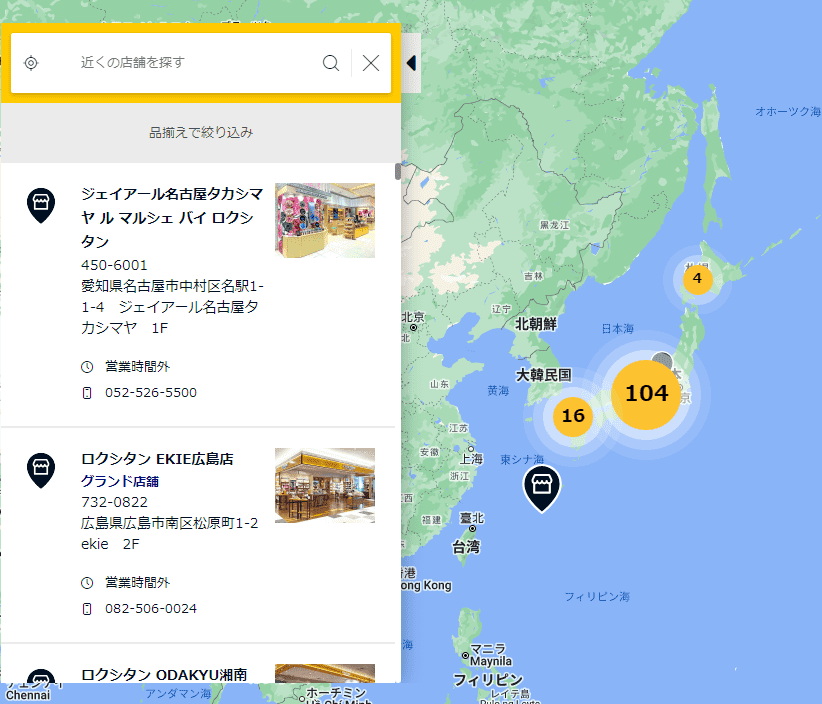 近くの店舗を探す
品揃えで絞り込み
ジェイアール名古屋タカシマ
ヤ ル マルシェ バイ ロクシ
タン
450-6001
愛知県名古屋市中村区名駅1-
1-4　ジェイアール名古屋タ
カシマヤ　1F
営業時間外
052-526-5500
ロクシタン EKIE広島店
グランド店舗
732-0822
広島県広島市南区松原町1-2
ekie　2F
営業時間外
082-506-0024
ロクシタン ODAKYU湘南
オホーツク海
黒龙江
吉林
4
辽宁
北京
北朝鮮
日本海
大韓民国
山东
黄海
104
16
江苏
安徽
上海
東シナ海
浙江
福建
臺北
台湾
ong Kong
フィリピン海
マニラ
Maynila
フィリピン
レイテ島
Chennai
アンダマン海
ホーチミン